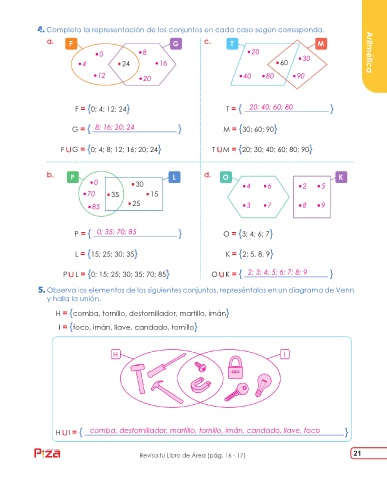 4. Completa la representación de los conjuntos en cada caso según corresponda.
Aritmética
a. F G
•0 •8
•4 •24 •16
•12 •20
F = {0; 4; 12; 24}
G = { 8; 16; 20; 24 }
F U G = {0; 4; 8; 12; 16; 20; 24}
c. T M
•20
•60 •30
•40 •80 •90
T = { 20; 40; 60; 80 }
M = {30; 60; 90}
T U M = {20; 30; 40; 60; 80; 90}
b. P L
•0 •30
•70 •35 •15
•85 •25
P = { 0; 35; 70; 85 }
L = {15; 25; 30; 35}
P U L = {0; 15; 25; 30; 35; 70; 85}
d. O K
•4 •6 •2 •5
•3 •7 •8 •9
O = {3; 4; 6; 7}
K = {2; 5, 8, 9}
O U K = { 2; 3; 4; 5; 6; 7; 8; 9 }
5. Observa los elementos de los siguientes conjuntos, represéntalos en un diagrama de Venn
y halla la unión.
H = {comba, tornillo, destornillador, martillo, imán}
I = {foco, imán, llave, candado, tornillo}
H I
H U I = { comba, destornillador, martillo, tornillo, imán, candado, llave, foco }
Revisa tu Libro de Área (pág. 16 - 17)
21